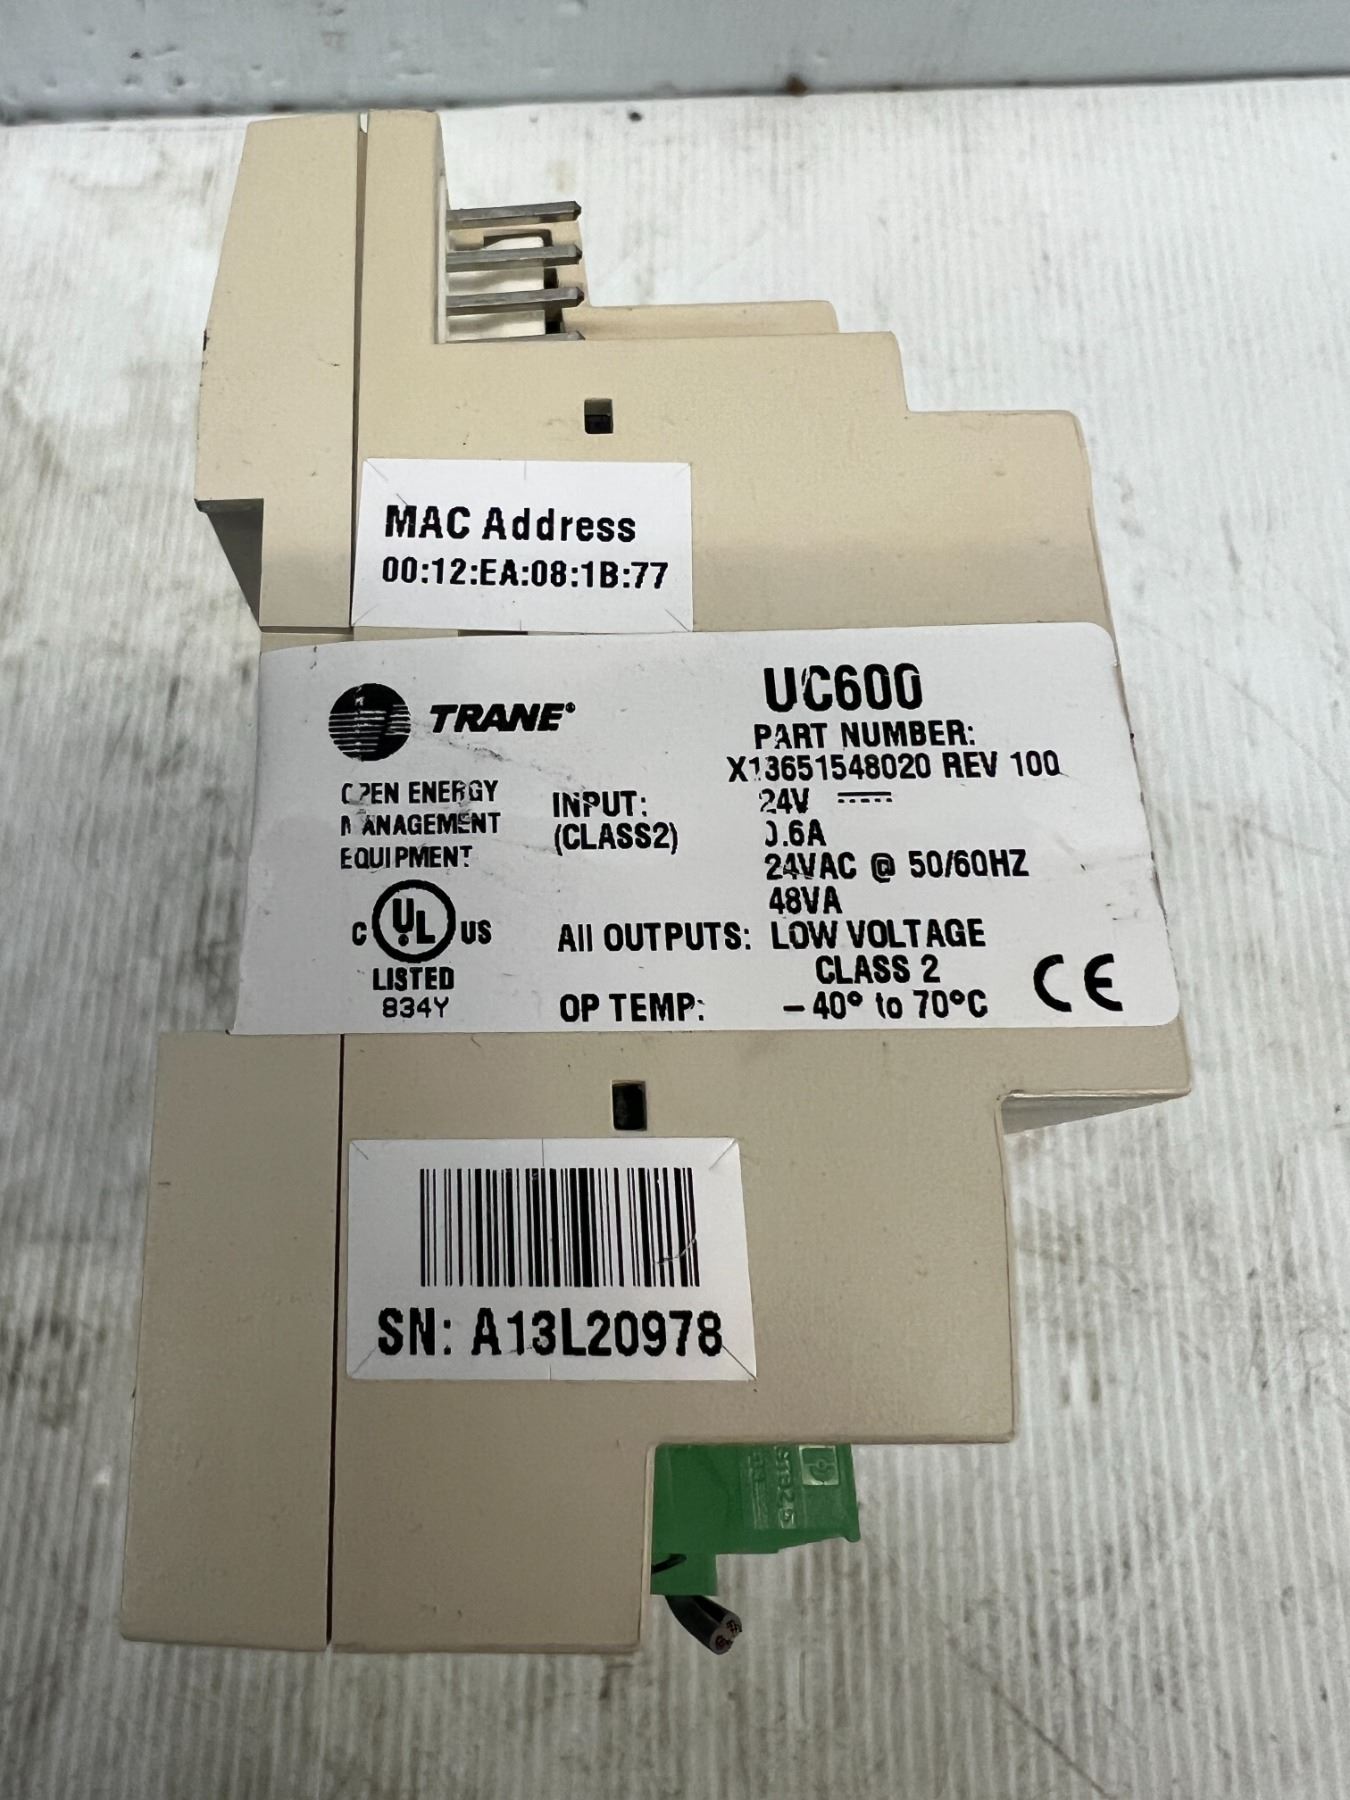 MAC Address
00:12:EA:08:1B:77
TRANE®
UC600
PART NUMBER:
X13651548020 REV 100
OPEN ENERGY
MANAGEMENT
EQUIPMENT
INPUT:
(CLASS2)
24V
0.6A
24VAC @ 50/60HZ
48VA
C UL US
LISTED
834Y
All OUTPUTS: LOW VOLTAGE
CLASS 2
OP TEMP: – 40° to 70°C
CE
SN: A13L20978